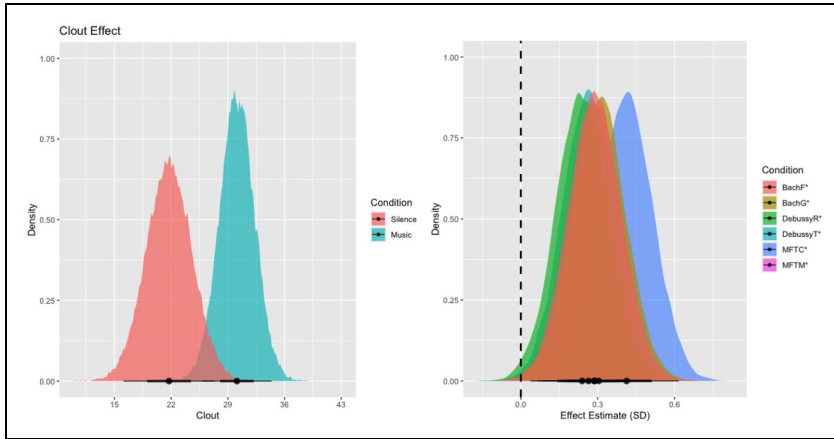 Clout Effect
1.00
0.75
0.50
0.25
0.00
Density
15 22 29 36 43
Clout
Condition
Silence
Music
1.00
0.75
0.50
0.25
0.00
Density
0.0 0.3 0.6
Effect Estimate (SD)
Condition
BachF*
BachG*
DebussyR*
DebussyT*
MFTC*
MFTM*